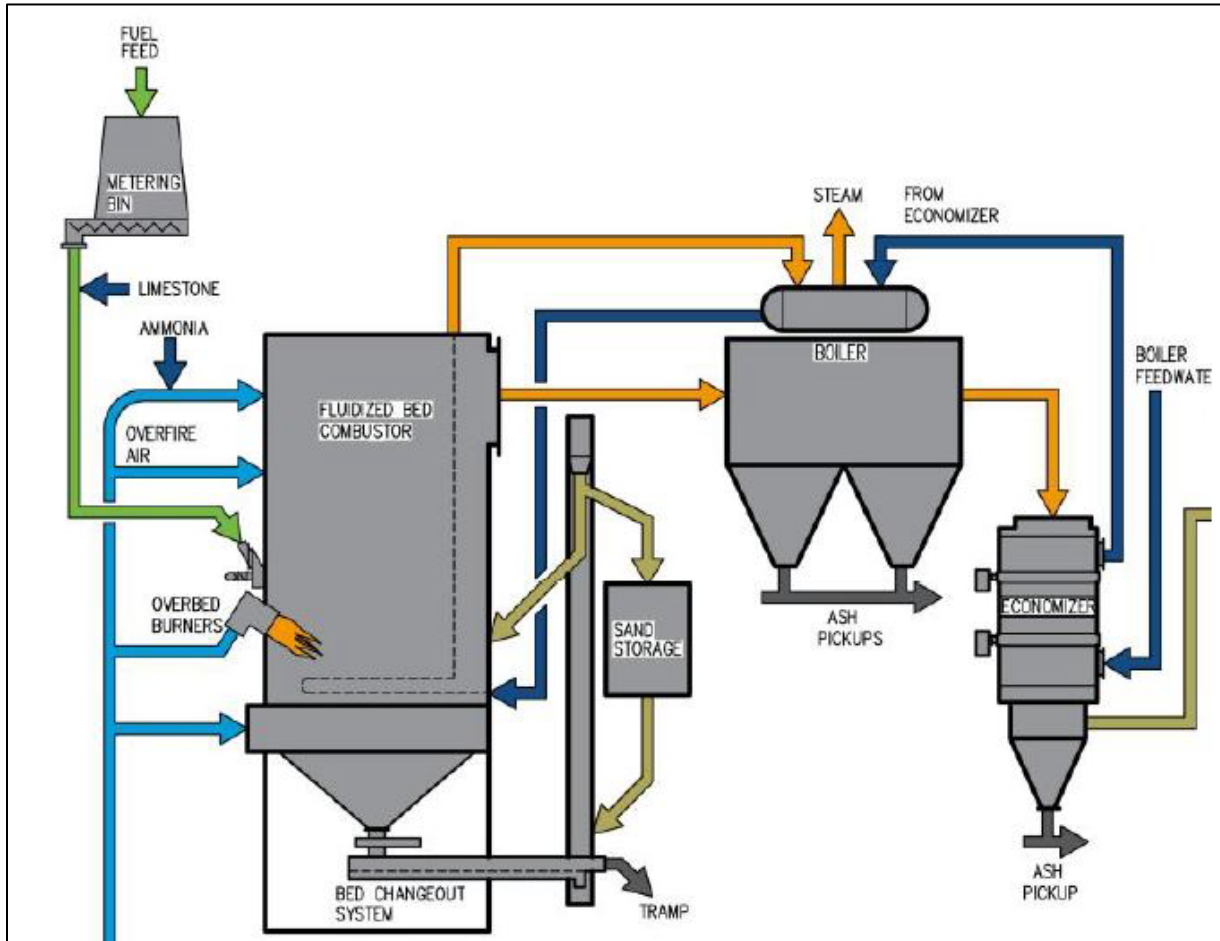 FUEL
FEED
METERING
BIN
LIMESTONE
AMMONIA
OVERFIRE
AIR
FLUIDIZED BED
COMBUSTOR
OVERBED
BURNERS
BED CHANGEOUT
SYSTEM
TRAMP
SAND
STORAGE
STEAM
FROM
ECONOMIZER
BOILER
ASH
PICKUPS
BOILER
FEEDWATE
ECONOMIZER
ASH
PICKUP